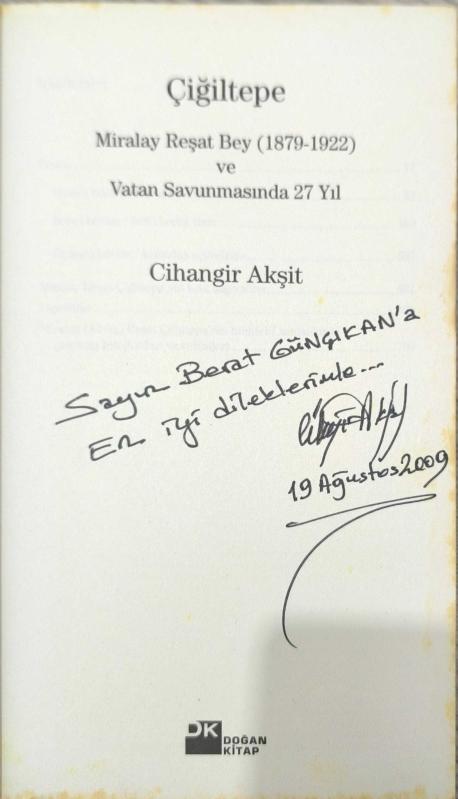 Çiğiltepe
Miralay Reşat Bey (1879-1922)
ve
Vatan Savunmasında 27 Yıl
Cihangir Akşit
Sayın Berat GÜNÇIKAN'a
En iyi dileklerimle...
19 Ağustos 2009
DK DOĞAN
KİTAP